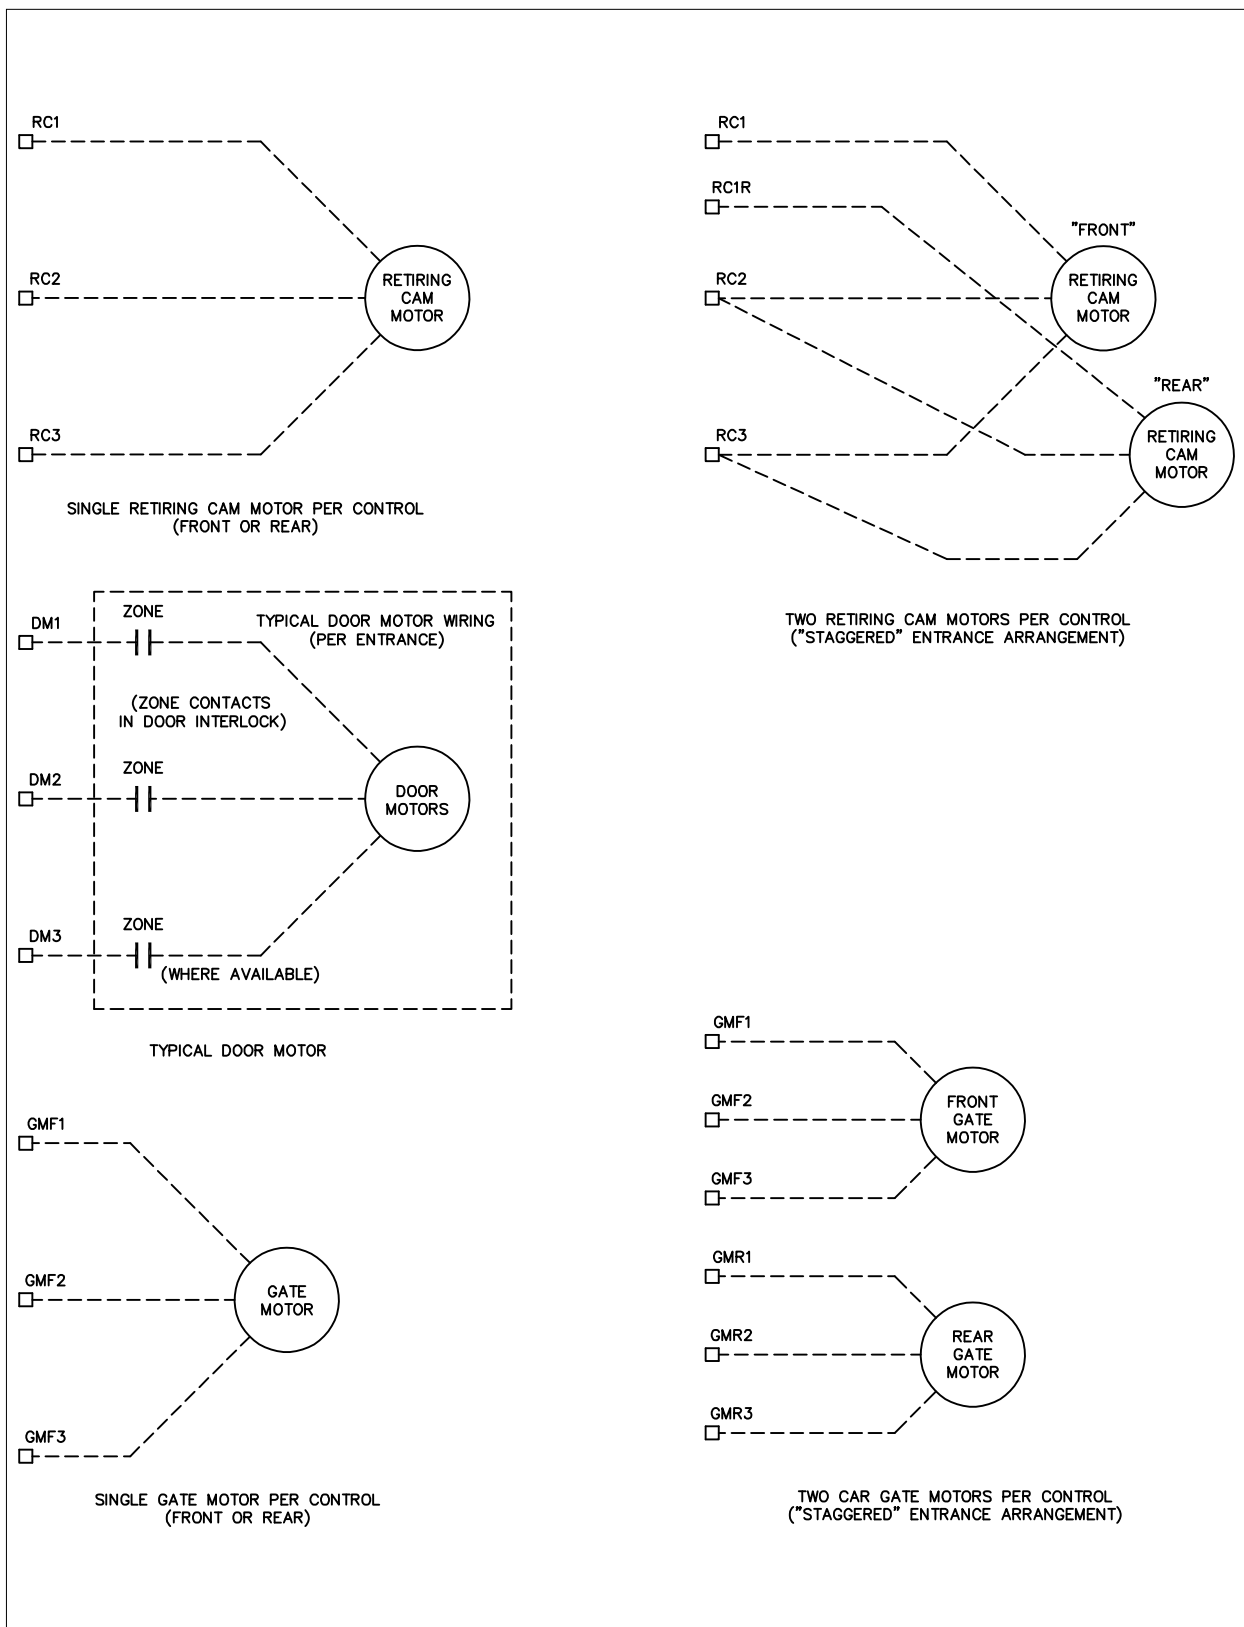 RC1
RC2
RETIRING
CAM
MOTOR
RC3
SINGLE RETIRING CAM MOTOR PER CONTROL
(FRONT OR REAR)
RC1
RC1R
"FRONT"
RC2
RETIRING
CAM
MOTOR
"REAR"
RC3
RETIRING
CAM
MOTOR
TWO RETIRING CAM MOTORS PER CONTROL
("STAGGERED" ENTRANCE ARRANGEMENT)
DM1
ZONE
TYPICAL DOOR MOTOR WIRING
(PER ENTRANCE)
(ZONE CONTACTS
IN DOOR INTERLOCK)
DM2
ZONE
DOOR
MOTORS
DM3
ZONE
(WHERE AVAILABLE)
TYPICAL DOOR MOTOR
GMF1
GMF2
GATE
MOTOR
GMF3
SINGLE GATE MOTOR PER CONTROL
(FRONT OR REAR)
GMF1
GMF2
FRONT
GATE
MOTOR
GMF3
GMR1
GMR2
REAR
GATE
MOTOR
GMR3
TWO CAR GATE MOTORS PER CONTROL
("STAGGERED" ENTRANCE ARRANGEMENT)